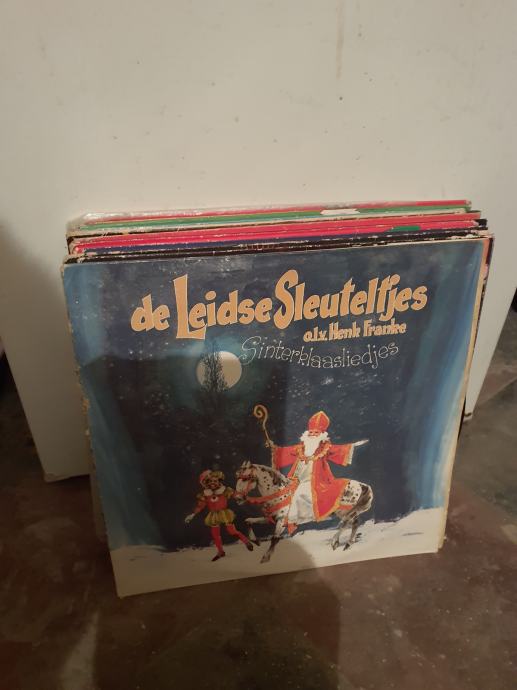 de Leidse Sleuteltjes
o.l.v. Henk Franke
Sinterklaasliedjes